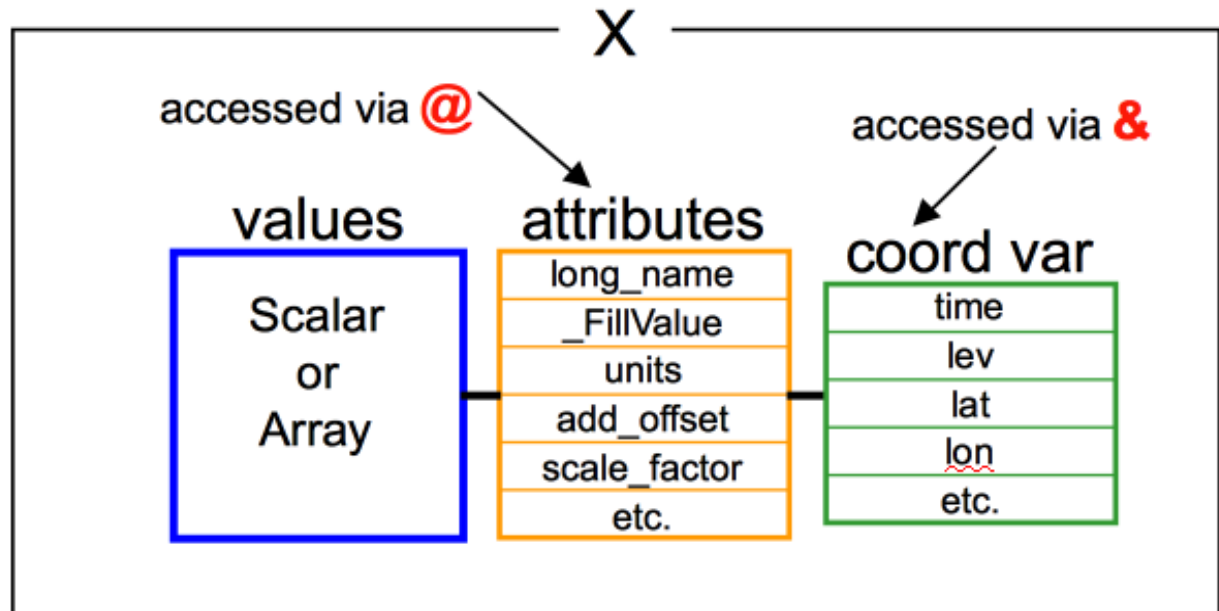 X
accessed via @
accessed via &
values
Scalar
or
Array
attributes
long_name
_FillValue
units
add_offset
scale_factor
etc.
coord var
time
lev
lat
lon
etc.